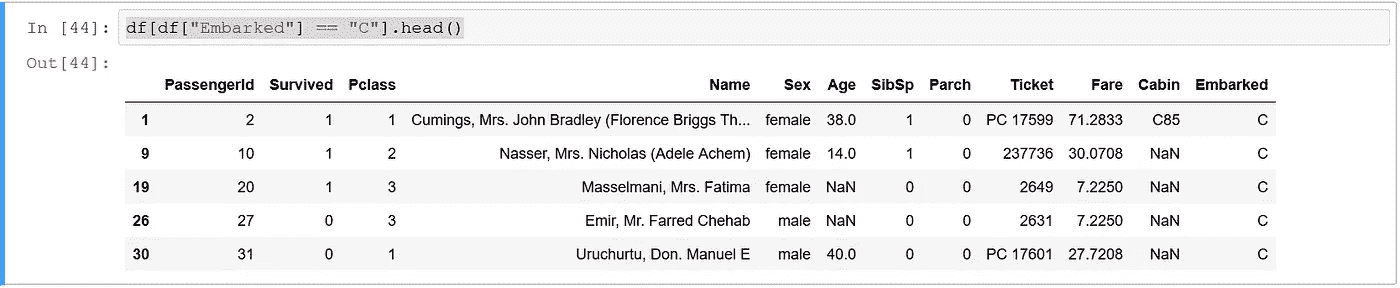 In [44]: df[df["Embarked"] == "C"].head()
Out[44]:
PassengerId Survived Pclass Name Sex Age SibSp Parch Ticket Fare Cabin Embarked
1 2 1 1 Cumings, Mrs. John Bradley (Florence Briggs Th... female 38.0 1 0 PC 17599 71.2833 C85 C
9 10 1 2 Nasser, Mrs. Nicholas (Adele Achem) female 14.0 1 0 237736 30.0708 NaN C
19 20 1 3 Masselmani, Mrs. Fatima female NaN 0 0 2649 7.2250 NaN C
26 27 0 3 Emir, Mr. Farred Chehab male NaN 0 0 2631 7.2250 NaN C
30 31 0 1 Uruchurtu, Don. Manuel E male 40.0 0 0 PC 17601 27.7208 NaN C